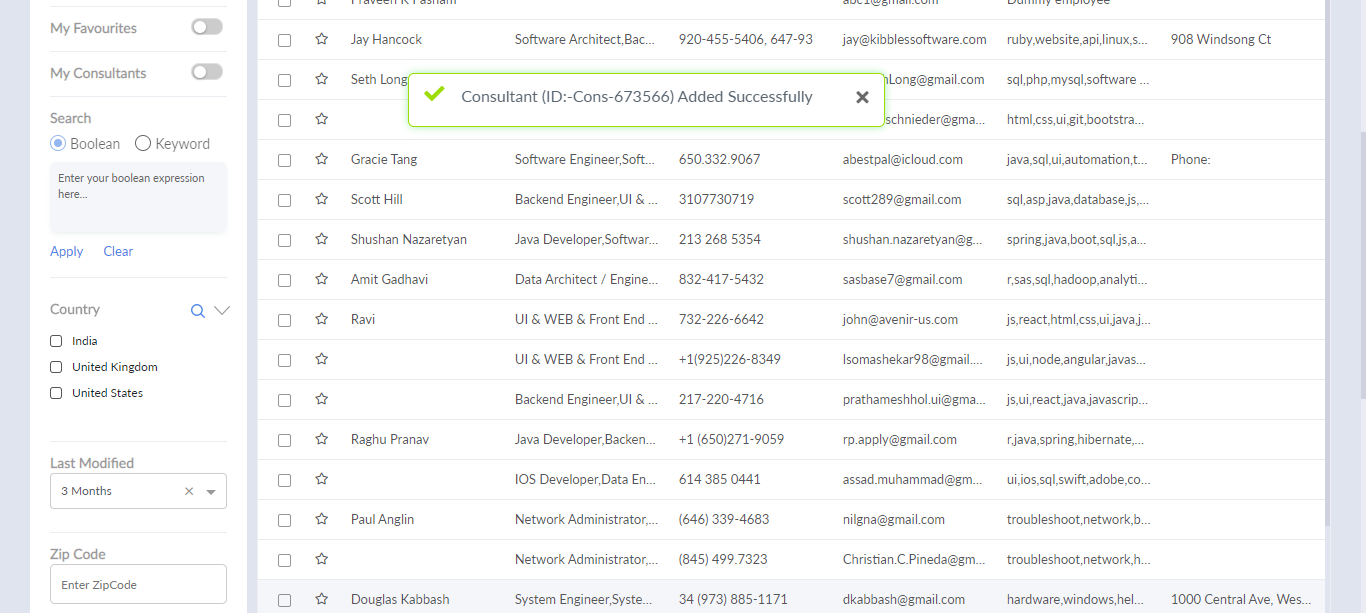 My Favourites
My Consultants
Search
Boolean Keyword
Enter your boolean expression
here...
Apply Clear
Country
India
United Kingdom
United States
Last Modified
3 Months
Zip Code
Enter ZipCode
Consultant (ID:-Cons-673566) Added Successfully
Praveen K Pasham abc1@gmail.com Dummy employee
Jay Hancock Software Architect,Bac... 920-455-5406, 647-93 jay@kibblessoftware.com ruby,website,api,linux,s... 908 Windsong Ct
Seth Long nLong@gmail.com sql,php,mysql,software ...
schnieder@gma... html,css,ui,git,bootstra...
Gracie Tang Software Engineer,Soft... 650.332.9067 abestpal@icloud.com java,sql,ui,automation,t... Phone:
Scott Hill Backend Engineer,UI & ... 3107730719 scott289@gmail.com sql,asp,java,database,js,...
Shushan Nazaretyan Java Developer,Softwar... 213 268 5354 shushan.nazaretyan@g... spring,java,boot,sql,js,a...
Amit Gadhavi Data Architect / Engine... 832-417-5432 sasbase7@gmail.com r,sas,sql,hadoop,analyti...
Ravi UI & WEB & Front End ... 732-226-6642 john@avenir-us.com js,react,html,css,ui,java,j...
UI & WEB & Front End ... +1(925)226-8349 lsomashekar98@gmail.... js,ui,node,angular,javas...
Backend Engineer,UI & ... 217-220-4716 prathameshhol.ui@gma... js,ui,react,java,javascrip...
Raghu Pranav Java Developer,Backen... +1 (650)271-9059 rp.apply@gmail.com r,java,spring,hibernate,...
IOS Developer,Data En... 614 385 0441 assad.muhammad@gm... ui,ios,sql,swift,adobe,co...
Paul Anglin Network Administrator,... (646) 339-4683 nilgna@gmail.com troubleshoot,network,b...
Network Administrator,... (845) 499.7323 Christian.C.Pineda@gm... troubleshoot,network,h...
Douglas Kabbash System Engineer,Syste... 34 (973) 885-1171 dkabbash@gmail.com hardware,windows,hel... 1000 Central Ave, Wes...